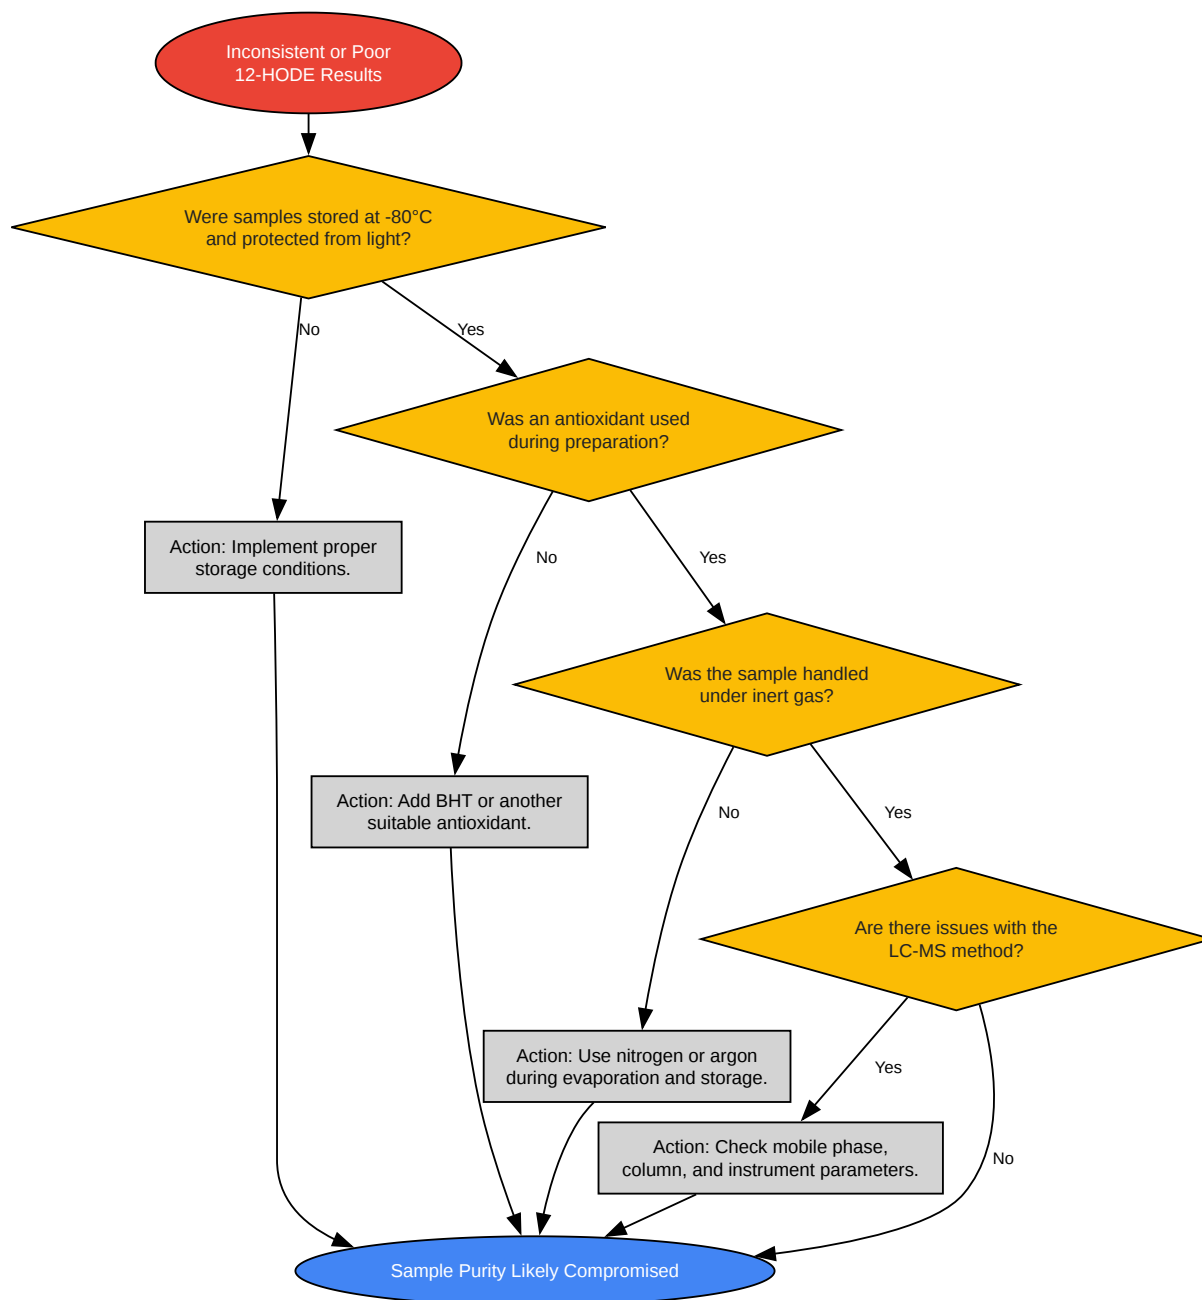 Inconsistent or Poor
12-HODE Results
Were samples stored at -80°C
and protected from light?
No
Yes
Was an antioxidant used
during preparation?
Action: Implement proper
storage conditions.
No
Yes
Was the sample handled
under inert gas?
Action: Add BHT or another
suitable antioxidant.
No
Yes
Are there issues with the
LC-MS method?
Action: Use nitrogen or argon
during evaporation and storage.
Yes
Action: Check mobile phase,
column, and instrument parameters.
No
Sample Purity Likely Compromised